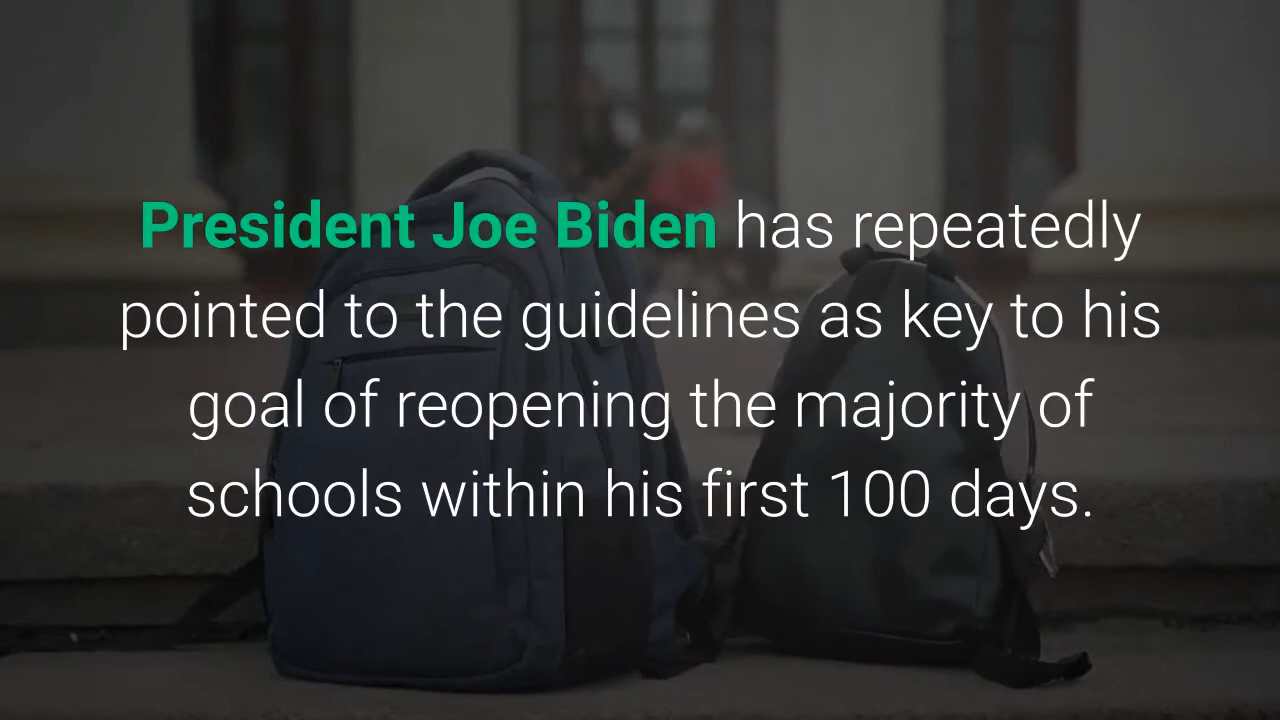 President Joe Biden has repeatedly
pointed to the guidelines as key to his
goal of reopening the majority of
schools within his first 100 days.